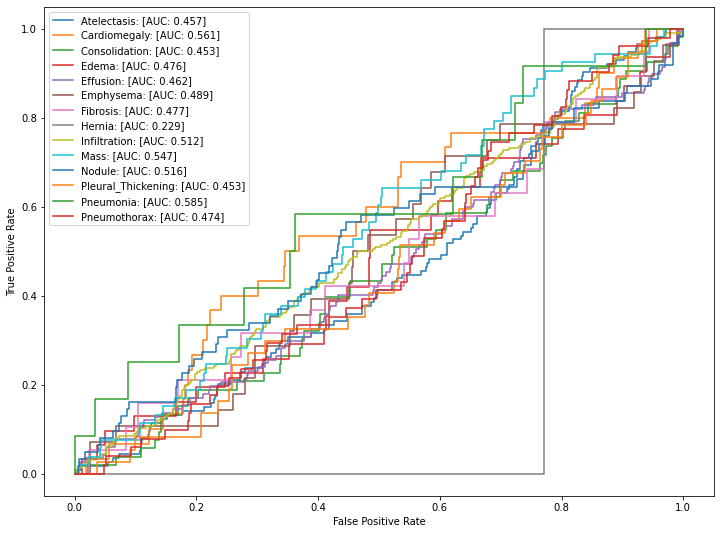 Atelectasis: [AUC: 0.457]
Cardiomegaly: [AUC: 0.561]
Consolidation: [AUC: 0.453]
Edema: [AUC: 0.476]
Effusion: [AUC: 0.462]
Emphysema: [AUC: 0.489]
Fibrosis: [AUC: 0.477]
Hernia: [AUC: 0.229]
Infiltration: [AUC: 0.512]
Mass: [AUC: 0.547]
Nodule: [AUC: 0.516]
Pleural_Thickening: [AUC: 0.453]
Pneumonia: [AUC: 0.585]
Pneumothorax: [AUC: 0.474]
True Positive Rate
1.0
0.8
0.6
0.4
0.2
0.0
0.0 0.2 0.4 0.6 0.8 1.0
False Positive Rate